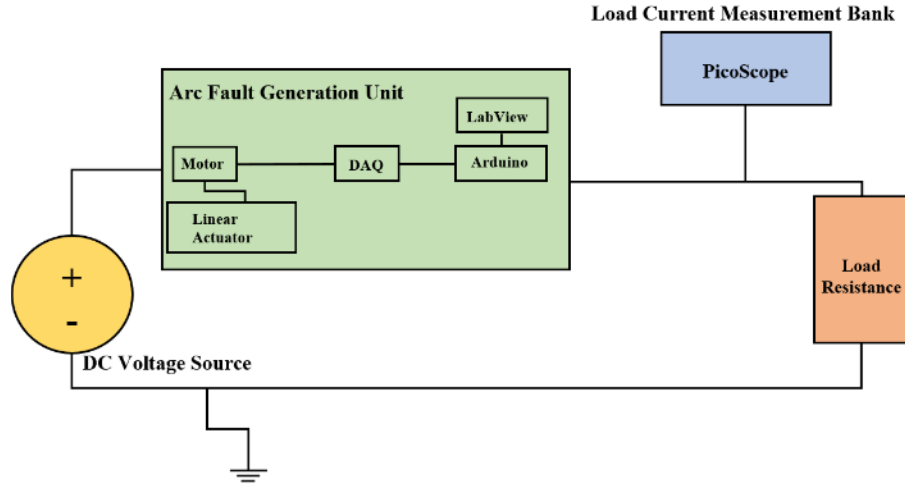 Load Current Measurement Bank
PicoScope
Arc Fault Generation Unit
LabView
Motor
DAQ
Arduino
Linear
Actuator
+
-
Load
Resistance
DC Voltage Source